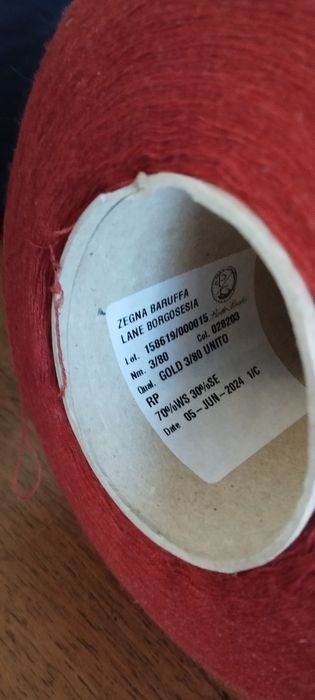 ZEGNA BARUFFA
LANE BORGOSESIA
Lot. 158619/000015 Col. 028203
Nm. 3/80
Qual. GOLD 3/80 UNITO
RP
70%WS 30%SE
Date 05-JUN-2024 1/C